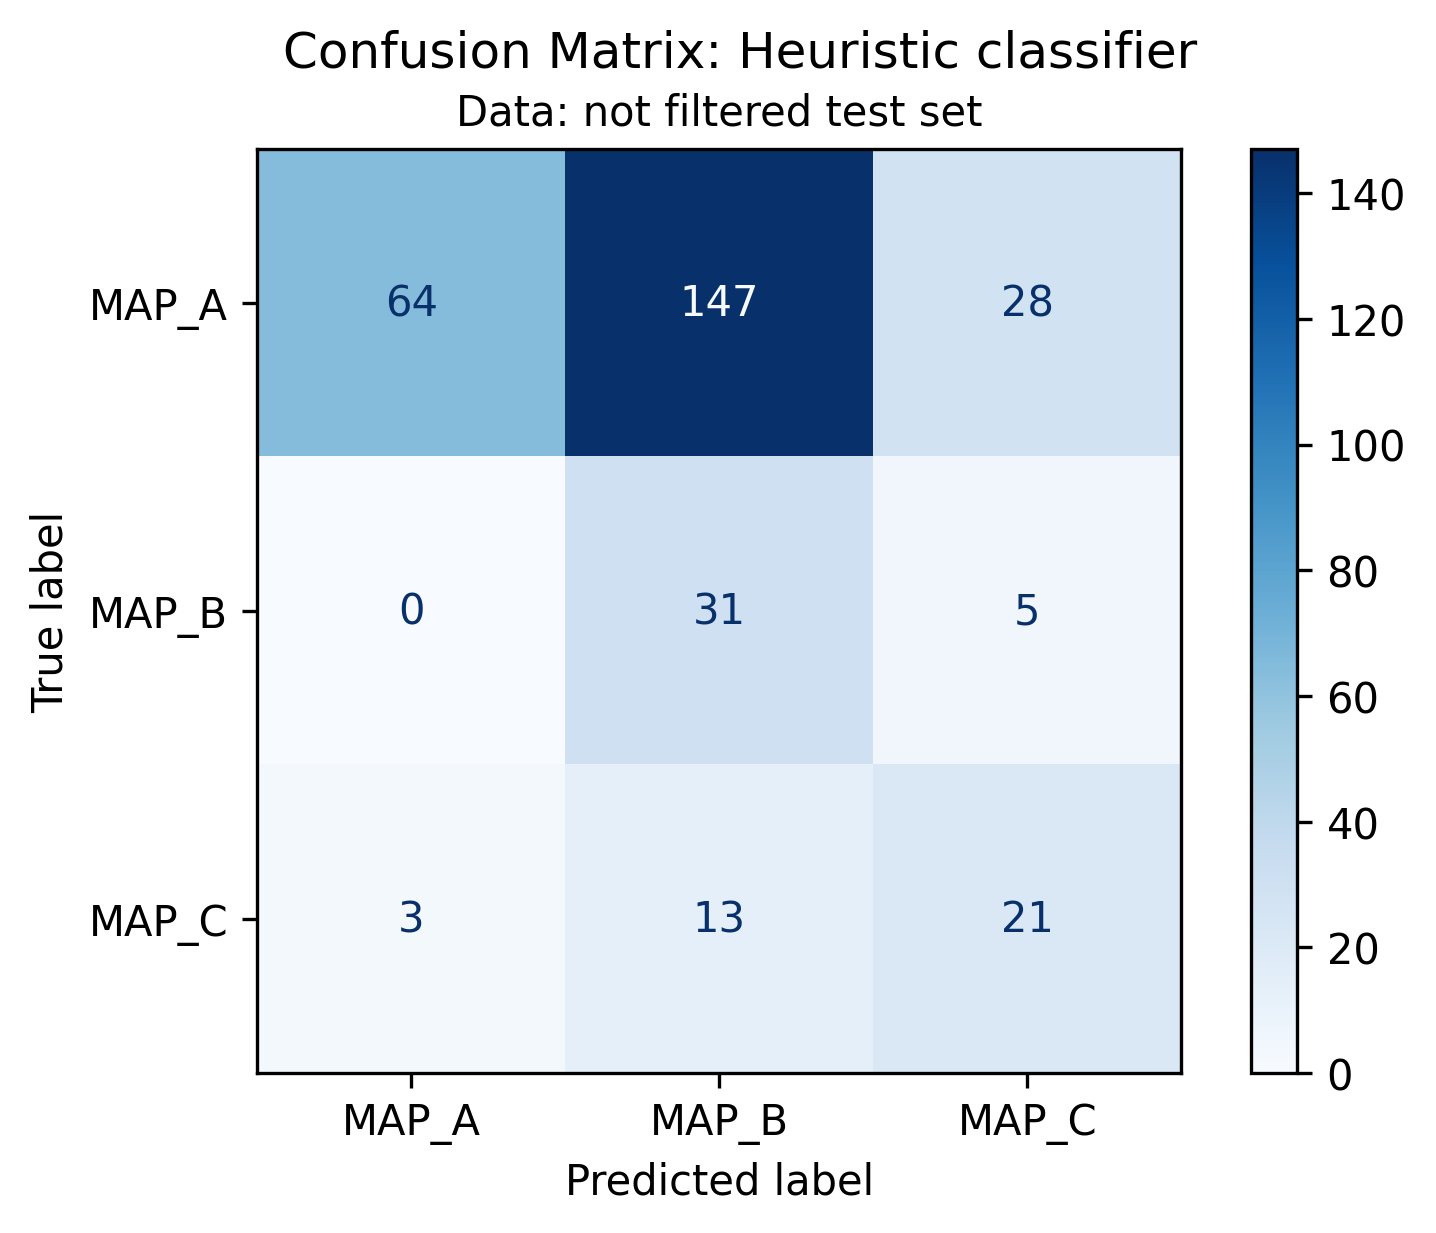 Confusion Matrix: Heuristic classifier
Data: not filtered test set
True label
MAP_A 64 147 28
MAP_B 0 31 5
MAP_C 3 13 21
MAP_A MAP_B MAP_C
Predicted label
140
120
100
80
60
40
20
0